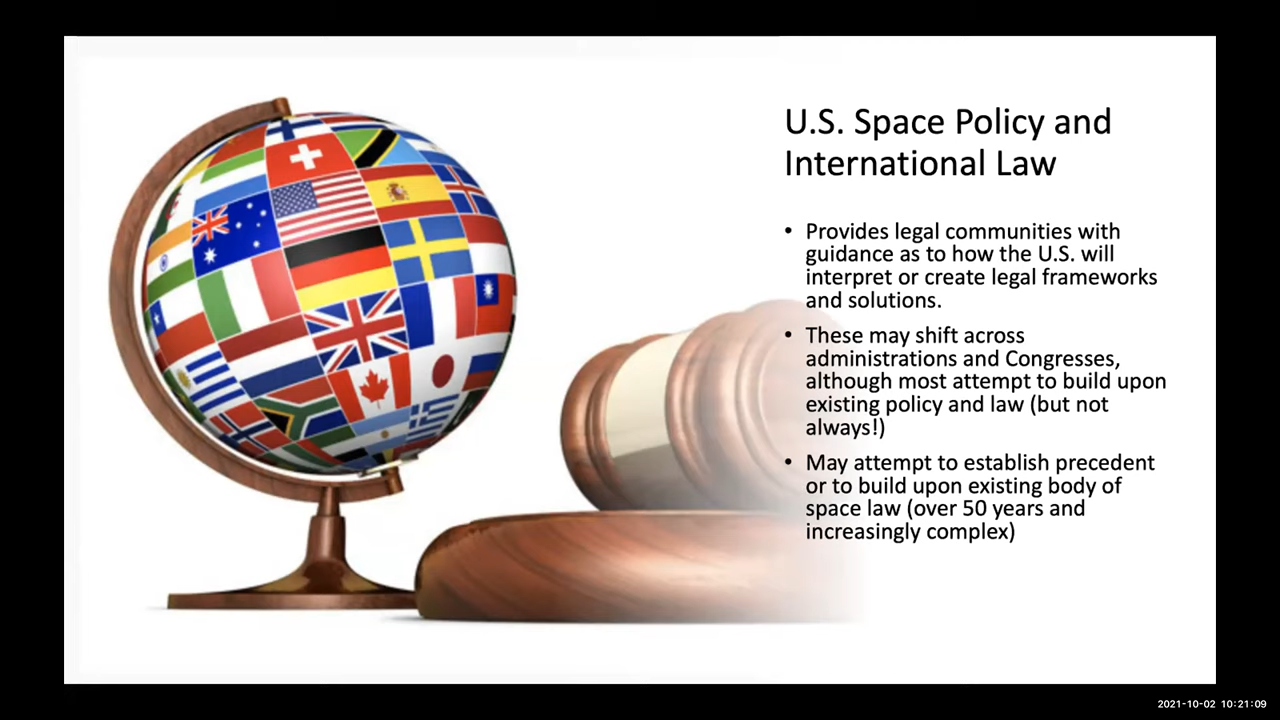 U.S. Space Policy and
International Law
• Provides legal communities with
guidance as to how the U.S. will
interpret or create legal frameworks
and solutions.
• These may shift across
administrations and Congresses,
although most attempt to build upon
existing policy and law (but not
always!)
• May attempt to establish precedent
or to build upon existing body of
space law (over 50 years and
increasingly complex)
2021-10-02 10:21:09